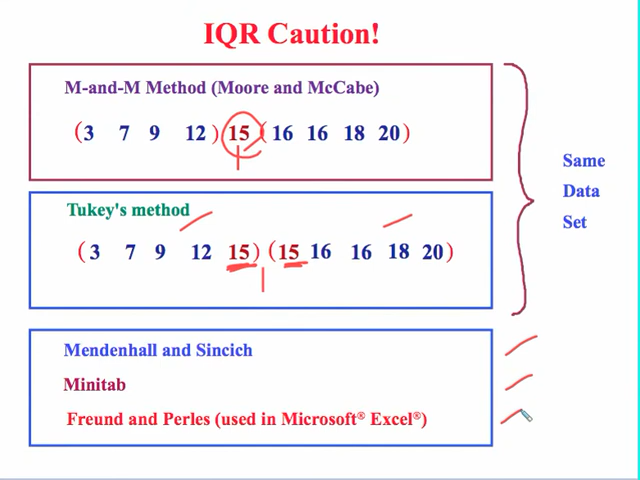 IQR Caution!
M-and-M Method (Moore and McCabe)
(3 7 9 12) 15 (16 16 18 20)
Tukey's method
(3 7 9 12 15) (15 16 16 18 20)
Same
Data
Set
Mendenhall and Sincich
Minitab
Freund and Perles (used in Microsoft® Excel®)